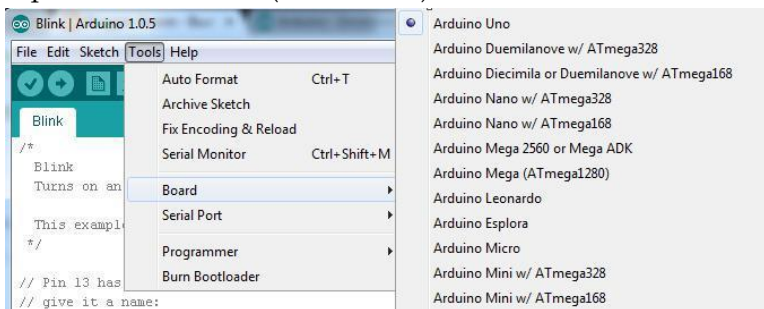 Blink | Arduino 1.0.5
File Edit Sketch Tools Help
Blink
/*
Blink
Turns on an
This example
*/
// Pin 13 has
// give it a name:
Auto Format Ctrl+T
Archive Sketch
Fix Encoding & Reload
Serial Monitor Ctrl+Shift+M
Board
Serial Port
Programmer
Burn Bootloader
Arduino Uno
Arduino Duemilanove w/ ATmega328
Arduino Diecimila or Duemilanove w/ ATmega168
Arduino Nano w/ ATmega328
Arduino Nano w/ ATmega168
Arduino Mega 2560 or Mega ADK
Arduino Mega (ATmega1280)
Arduino Leonardo
Arduino Esplora
Arduino Micro
Arduino Mini w/ ATmega328
Arduino Mini w/ ATmega168